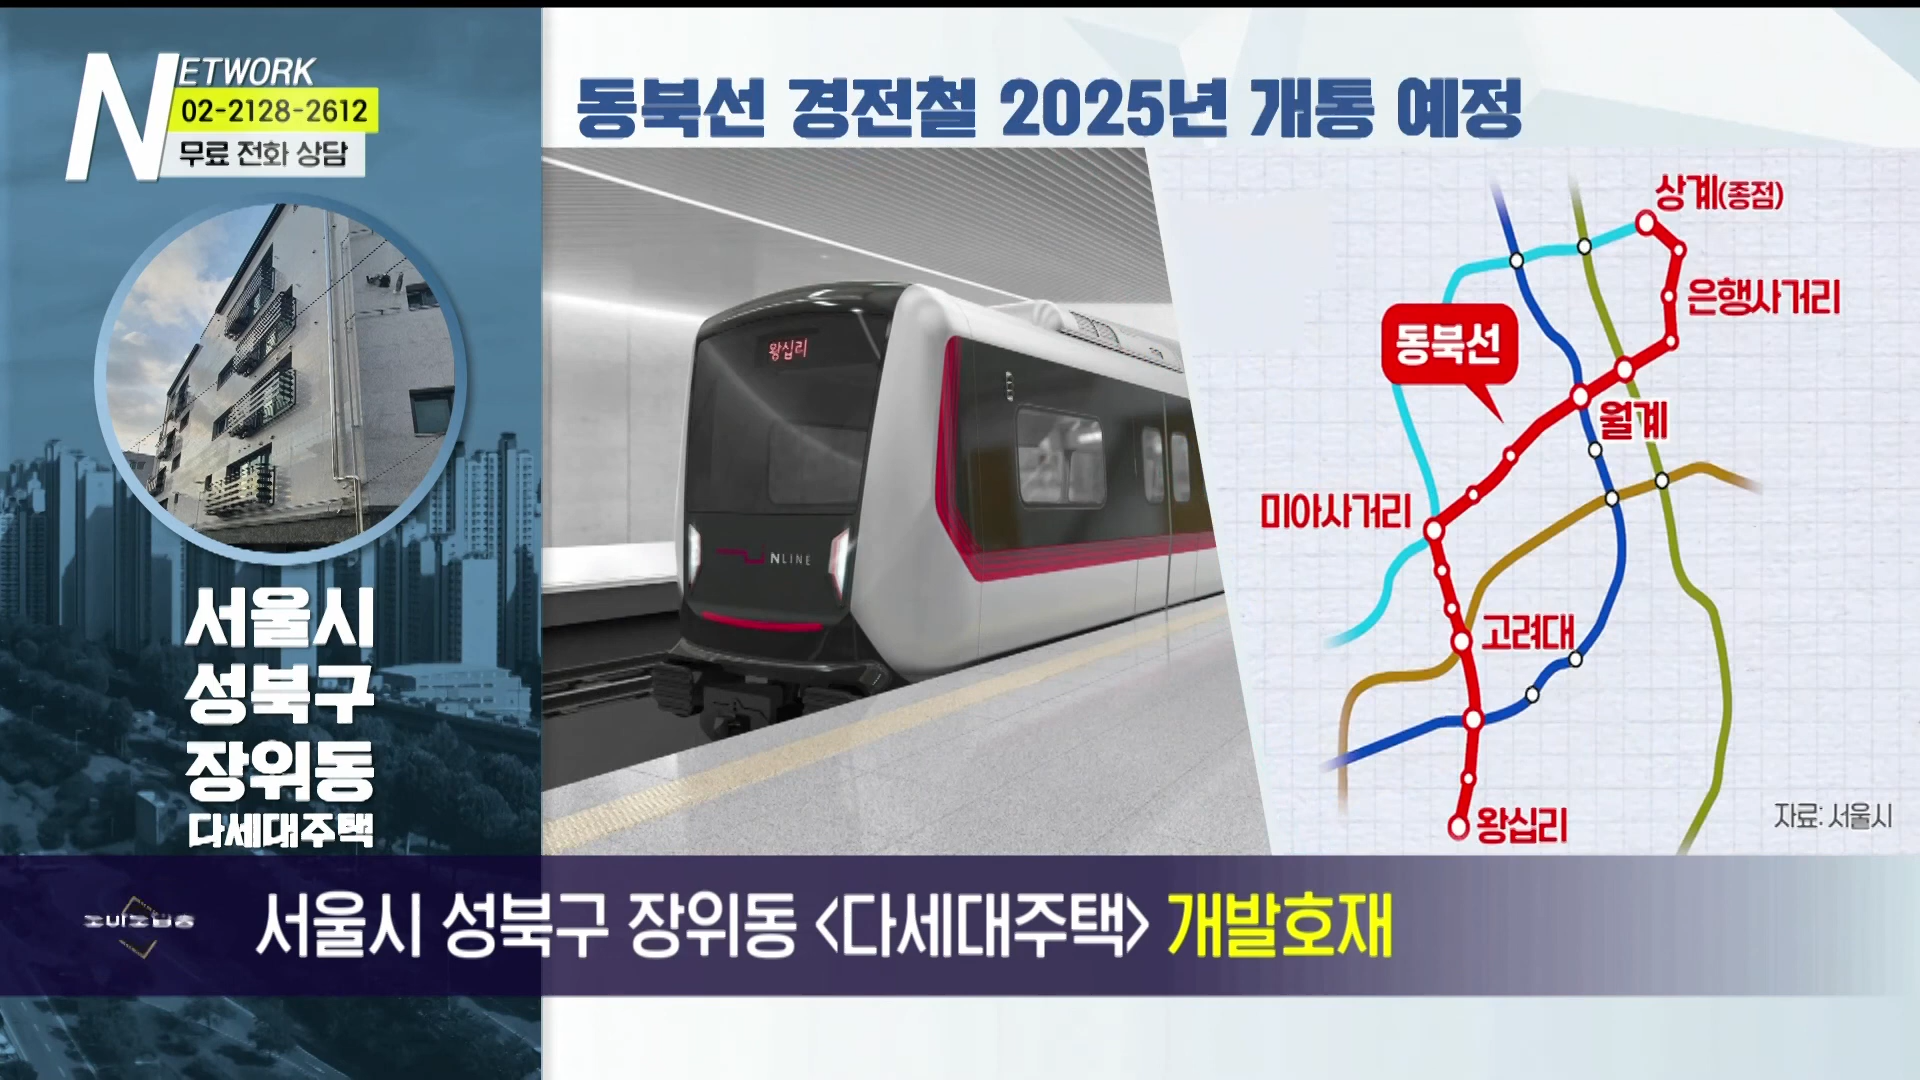 NETWORK
02-2128-2612
무료 전화 상담
서울시
성북구
장위동
다세대주택
동북선 경전철 2025년 개통 예정
왕십리
NLINE
상계(종점)
은행사거리
동북선
월계
미아사거리
고려대
왕십리
자료: 서울시
서울시 성북구 장위동 <다세대주택> 개발호재